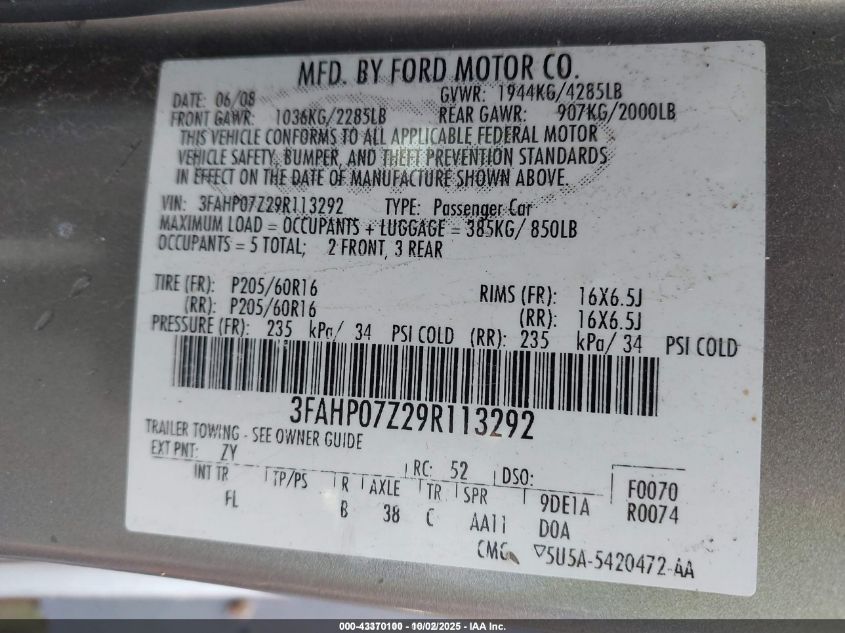 MFD. BY FORD MOTOR CO.
DATE: 06/08 GVWR: 1944KG/4285LB
FRONT GAWR: 1036KG/2285LB REAR GAWR: 907KG/2000LB
THIS VEHICLE CONFORMS TO ALL APPLICABLE FEDERAL MOTOR
VEHICLE SAFETY, BUMPER, AND THEFT PREVENTION STANDARDS
IN EFFECT ON THE DATE OF MANUFACTURE SHOWN ABOVE.
VIN: 3FAHP07Z29R113292 TYPE: Passenger Car
MAXIMUM LOAD = OCCUPANTS + LUGGAGE = 385KG/ 850LB
OCCUPANTS = 5 TOTAL; 2 FRONT, 3 REAR
TIRE (FR): P205/60R16 RIMS (FR): 16X6.5J
(RR): P205/60R16 (RR): 16X6.5J
PRESSURE (FR): 235 kPa/ 34 PSI COLD (RR): 235 kPa/ 34 PSI COLD
3FAHP07Z29R113292
TRAILER TOWING - SEE OWNER GUIDE
EXT PNT: ZY RC: 52 DSO: F0070
INT TR TP/PS R AXLE TR SPR 9DE1A R0074
FL B 38 C AA11 D0A
CMC ▽5U5A-5420472-AA
000-43370100 - 10/02/2025 - IAA Inc.